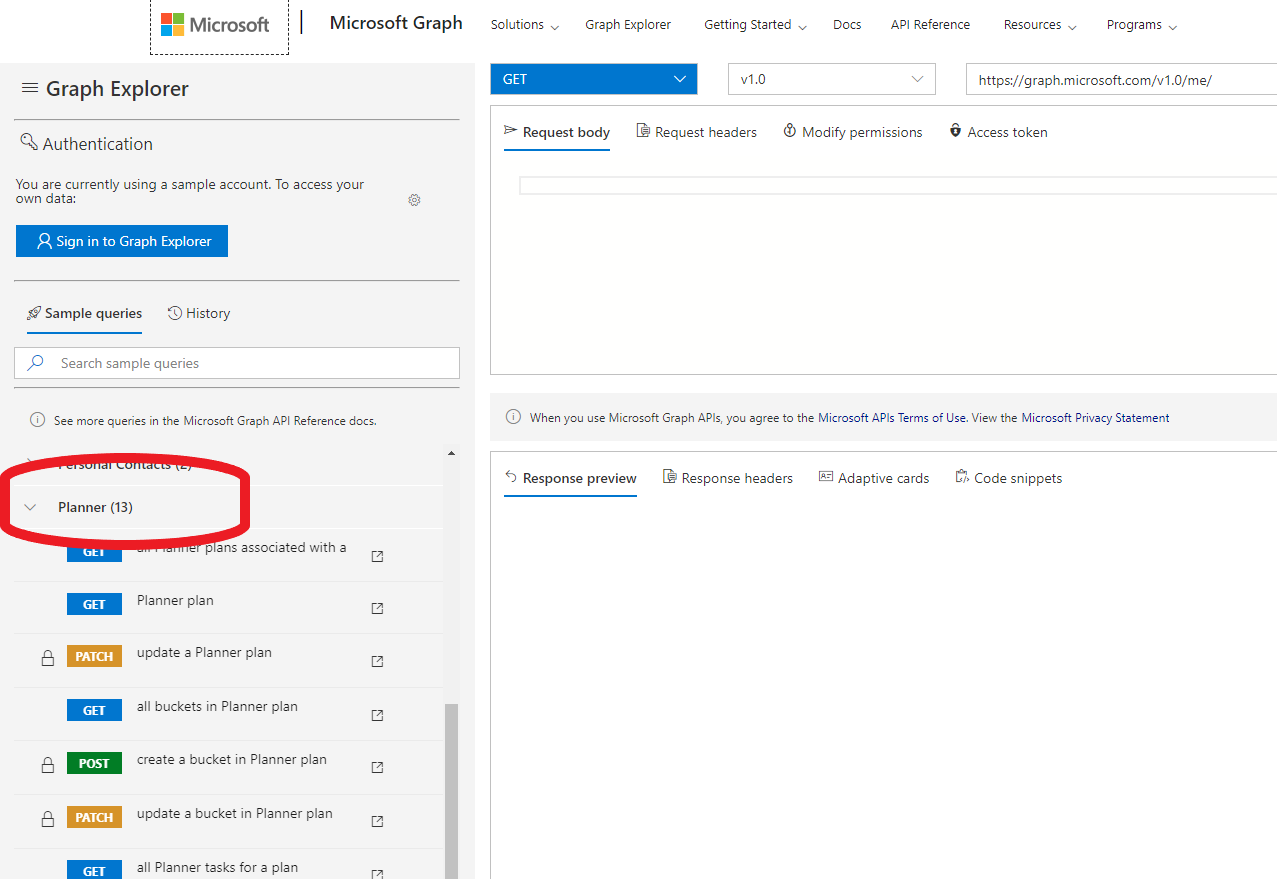 Microsoft
Microsoft Graph
Solutions
Graph Explorer
Getting Started
Docs
API Reference
Resources
Programs
Graph Explorer
Authentication
You are currently using a sample account. To access your
own data:
Sign in to Graph Explorer
Sample queries
History
Search sample queries
See more queries in the Microsoft Graph API Reference docs.
Personal Contacts (2)
Planner (13)
GET all Planner plans associated with a
GET Planner plan
PATCH update a Planner plan
GET all buckets in Planner plan
POST create a bucket in Planner plan
PATCH update a bucket in Planner plan
GET all Planner tasks for a plan
GET
v1.0
https://graph.microsoft.com/v1.0/me/
Request body
Request headers
Modify permissions
Access token
When you use Microsoft Graph APIs, you agree to the Microsoft APIs Terms of Use. View the Microsoft Privacy Statement
Response preview
Response headers
Adaptive cards
Code snippets